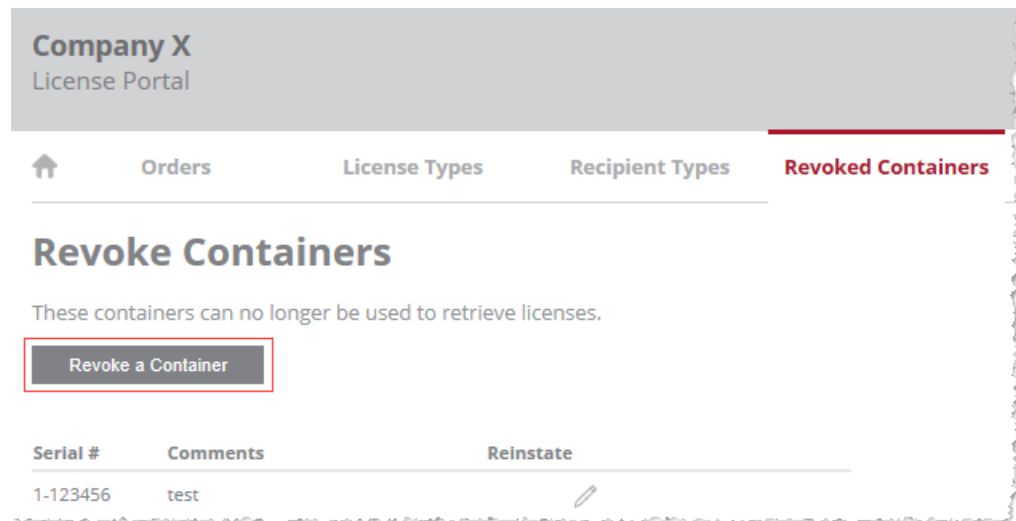 Company X
License Portal
Orders License Types Recipient Types Revoked Containers
Revoke Containers
These containers can no longer be used to retrieve licenses.
Revoke a Container
Serial # Comments Reinstate
1-123456 test